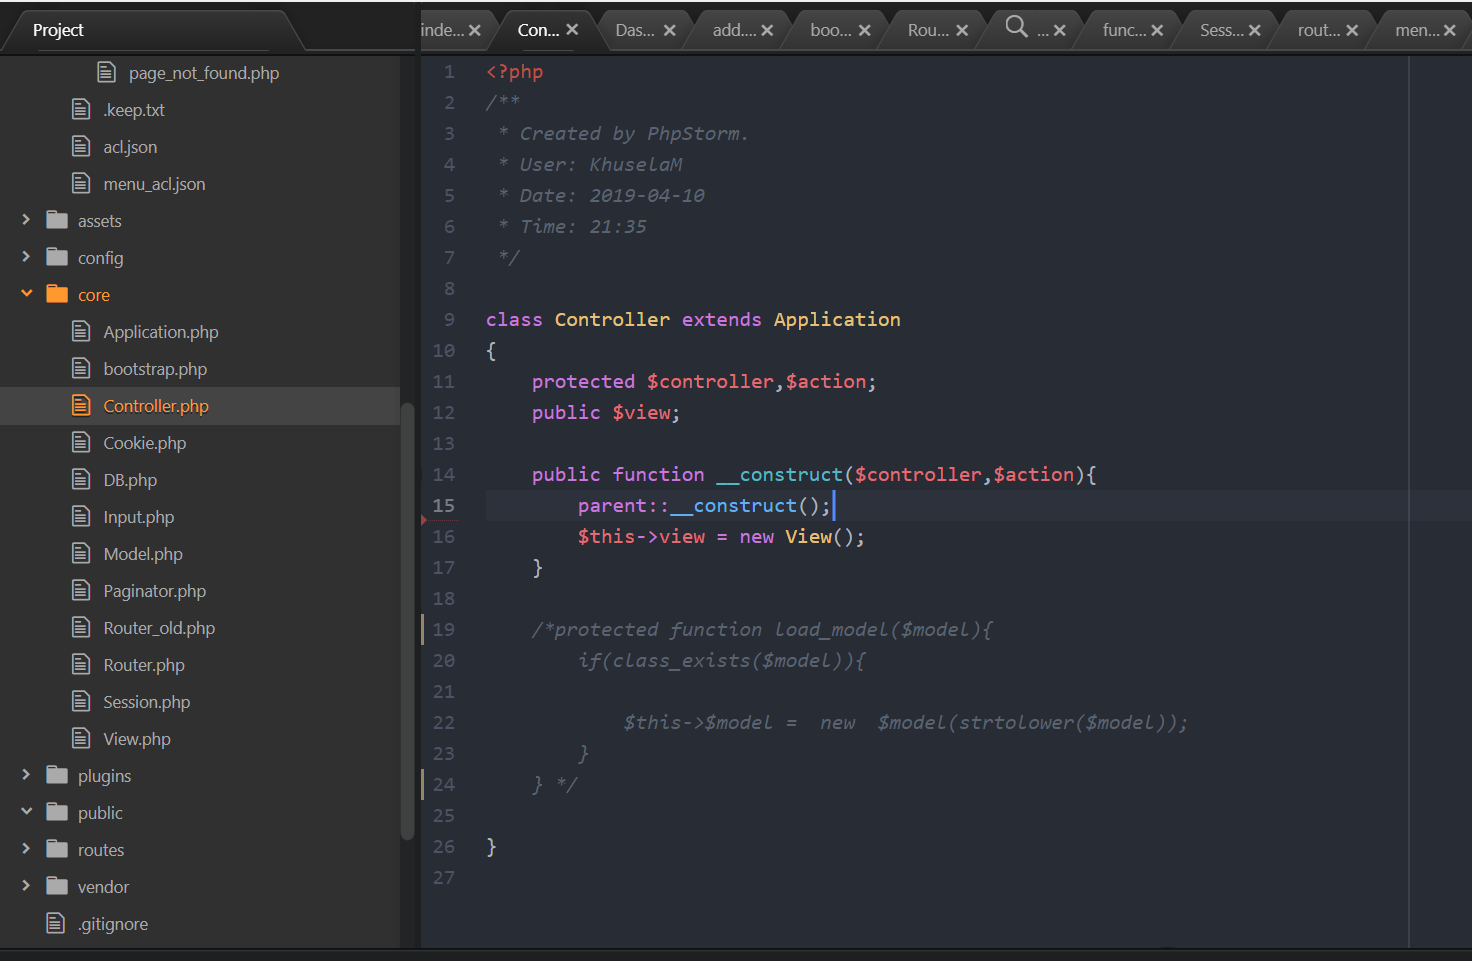 Project
inde...
Con...
Das...
add....
boo...
Rou...
...
func...
Sess...
rout...
men...
page_not_found.php
.keep.txt
acl.json
menu_acl.json
assets
config
core
Application.php
bootstrap.php
Controller.php
Cookie.php
DB.php
Input.php
Model.php
Paginator.php
Router_old.php
Router.php
Session.php
View.php
plugins
public
routes
vendor
.gitignore
1 <?php
2 /**
3  * Created by PhpStorm.
4  * User: KhuselaM
5  * Date: 2019-04-10
6  * Time: 21:35
7  */
8
9 class Controller extends Application
10 {
11     protected $controller,$action;
12     public $view;
13
14     public function __construct($controller,$action){
15         parent::__construct();
16         $this->view = new View();
17     }
18
19     /*protected function load_model($model){
20         if(class_exists($model)){
21
22             $this->$model =  new  $model(strtolower($model));
23         }
24     } */
25
26 }
27